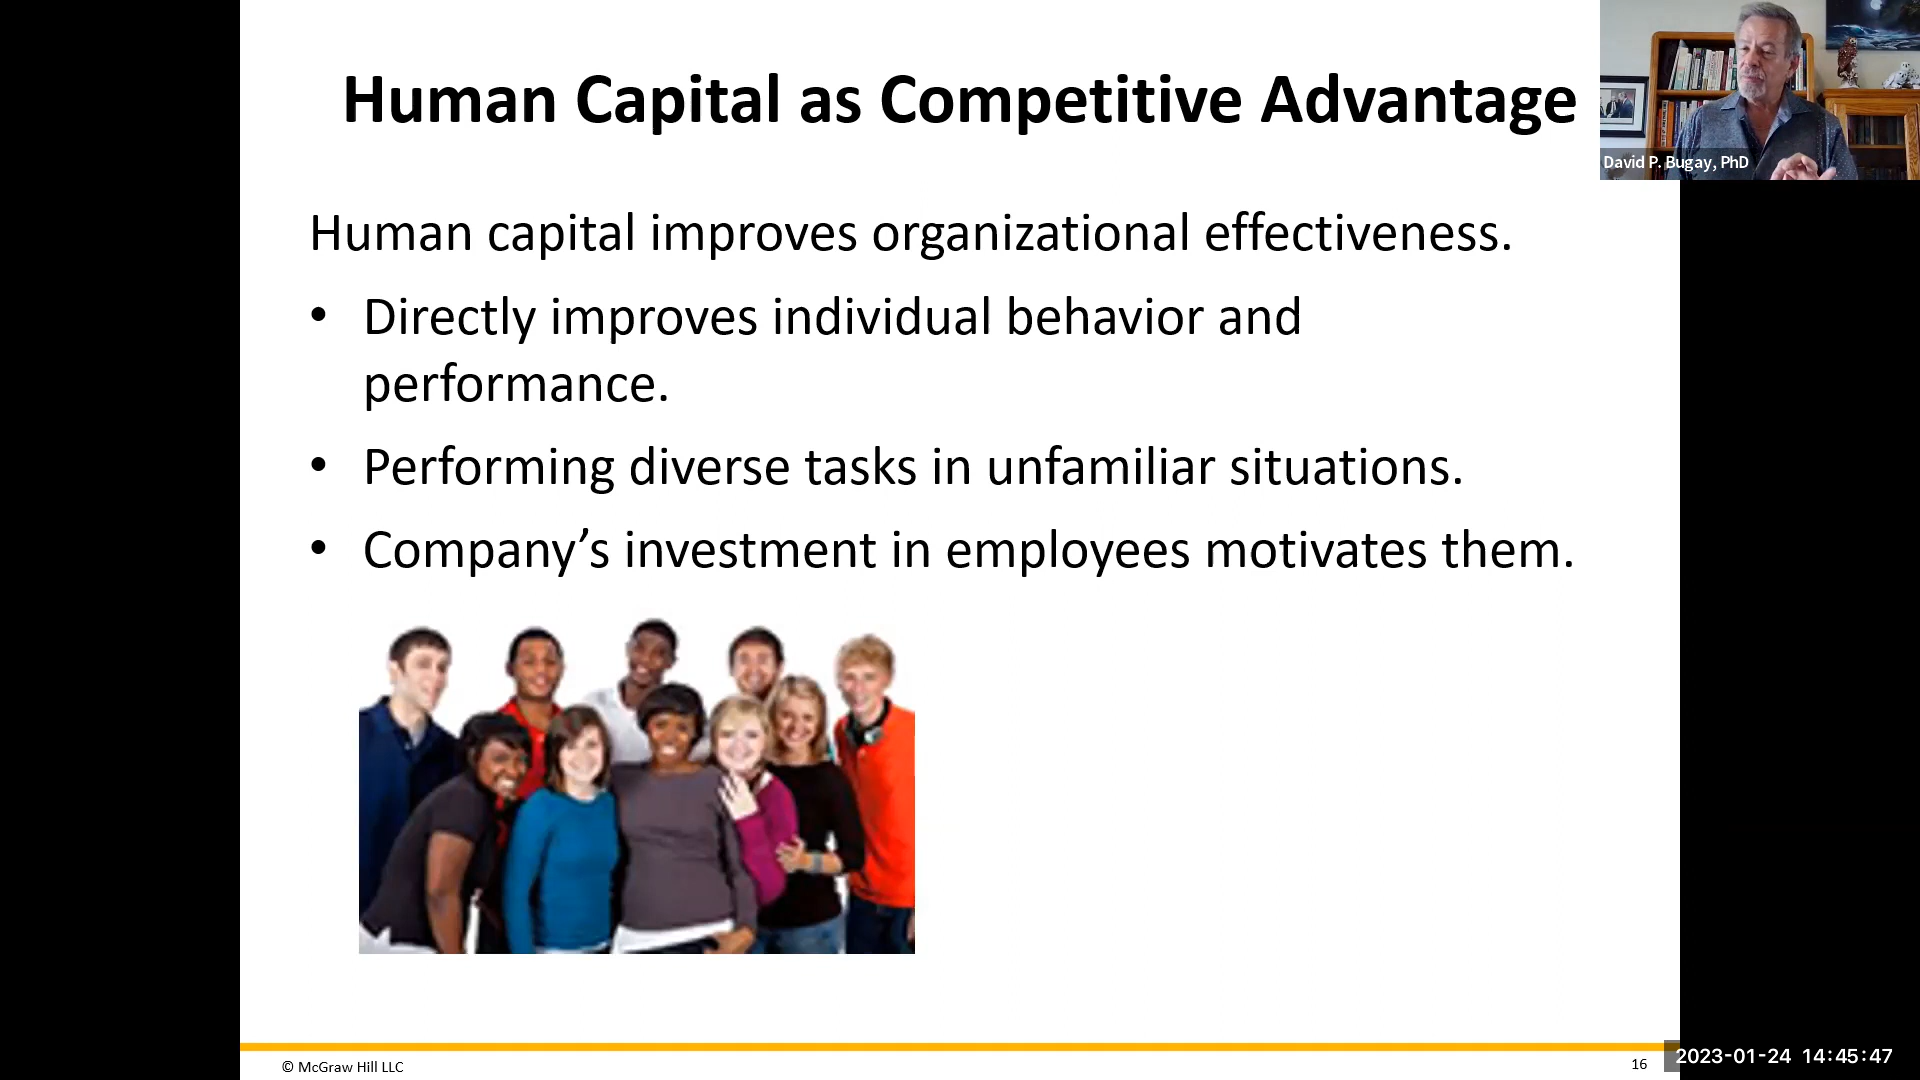 Human Capital as Competitive Advantage
David P. Bugay, PhD
Human capital improves organizational effectiveness.
• Directly improves individual behavior and
performance.
• Performing diverse tasks in unfamiliar situations.
• Company’s investment in employees motivates them.
© McGraw Hill LLC
16
2023-01-24 14:45:47